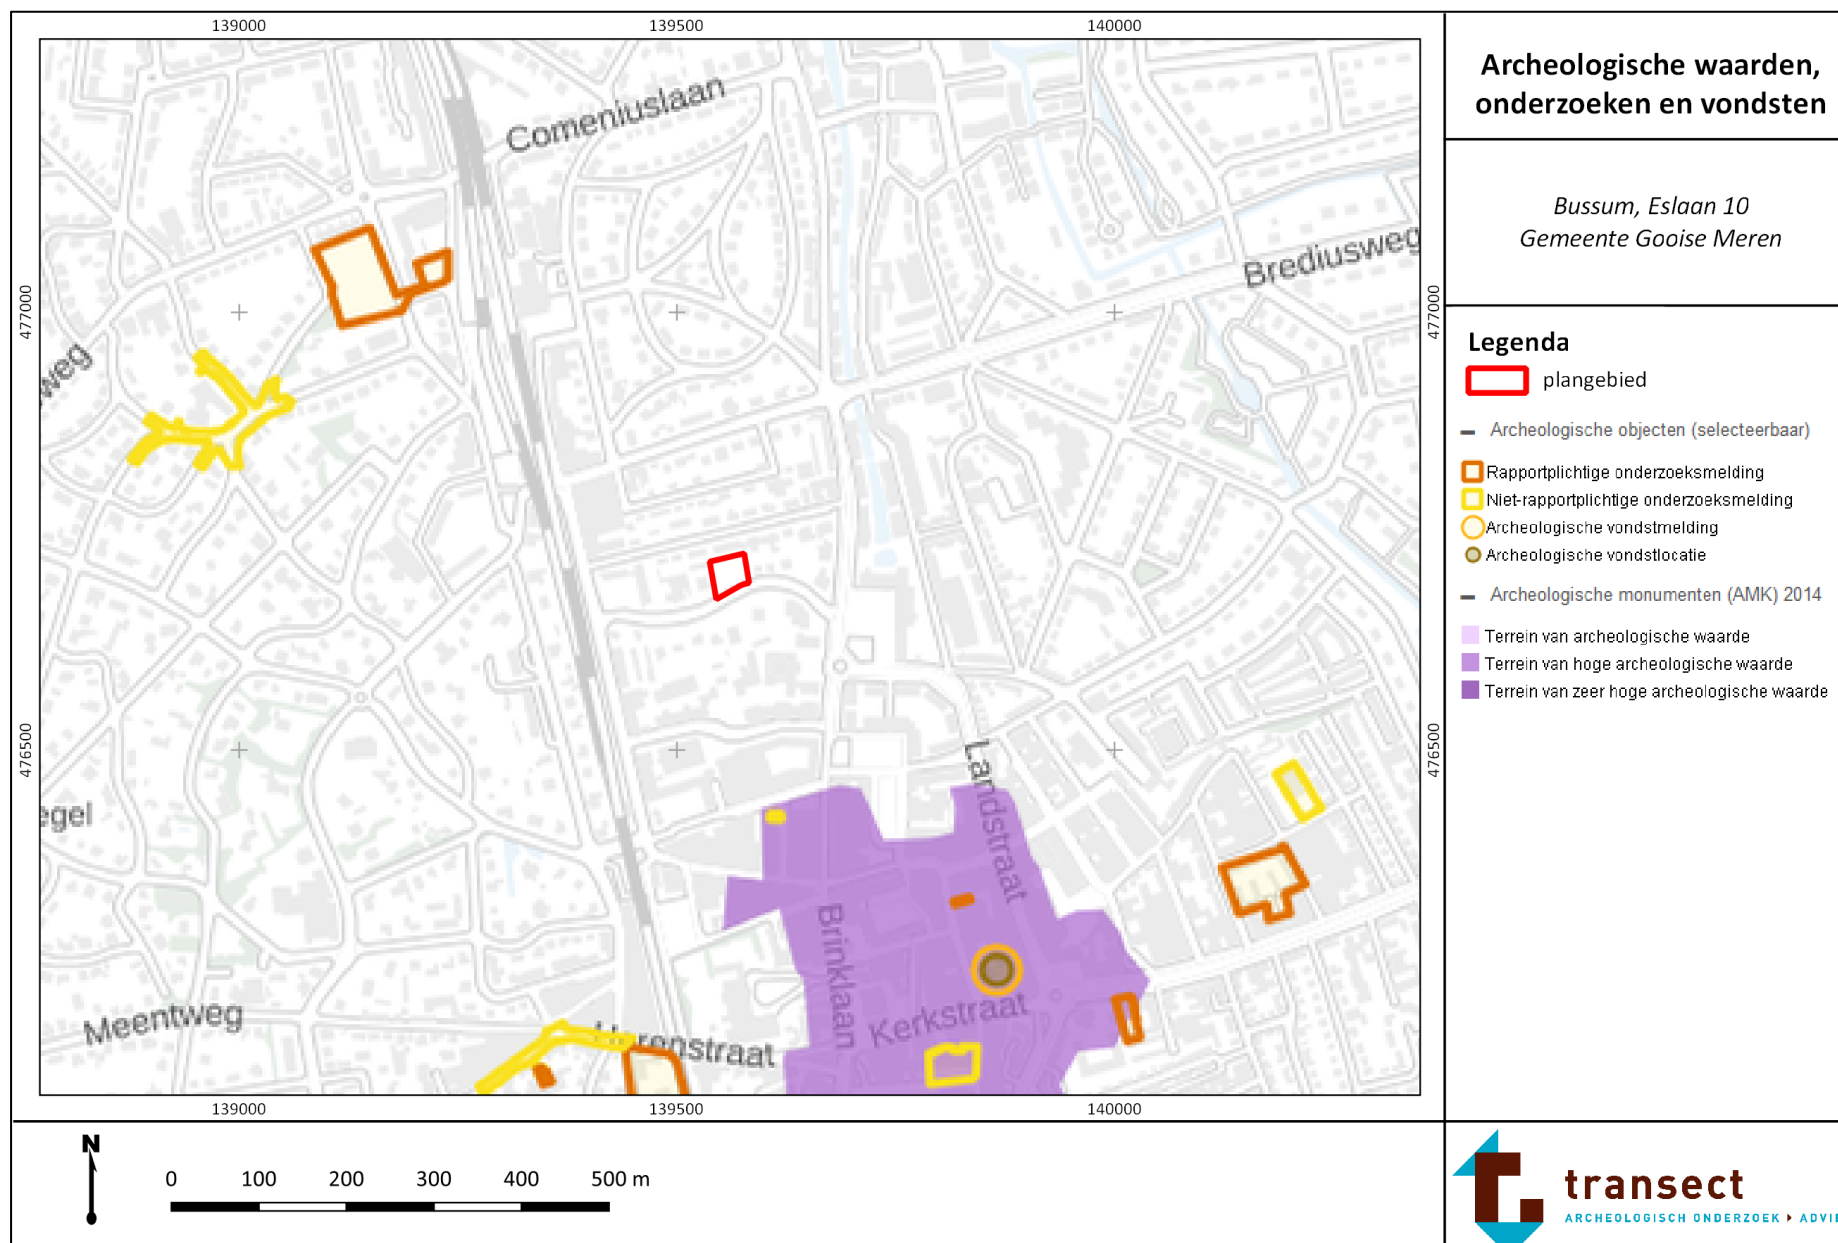 139000
139500
140000
Archeologische waarden,
onderzoeken en vondsten
Bussum, Eslaan 10
Gemeente Gooise Meren
Comeniuslaan
Brediusweg
477000
477000
weg
Legenda
plangebied
Archeologische objecten (selecteerbaar)
Rapportplichtige onderzoeksmelding
Niet-rapportplichtige onderzoeksmelding
Archeologische vondstmelding
Archeologische vondstlocatie
Archeologische monumenten (AMK) 2014
Terrein van archeologische waarde
Terrein van hoge archeologische waarde
Terrein van zeer hoge archeologische waarde
476500
476500
egel
Landstraat
Brinklaan
Kerkstraat
Meentweg
Herenstraat
139000
139500
140000
N
0 100 200 300 400 500 m
transect
ARCHEOLOGISCH ONDERZOEK ADVIE